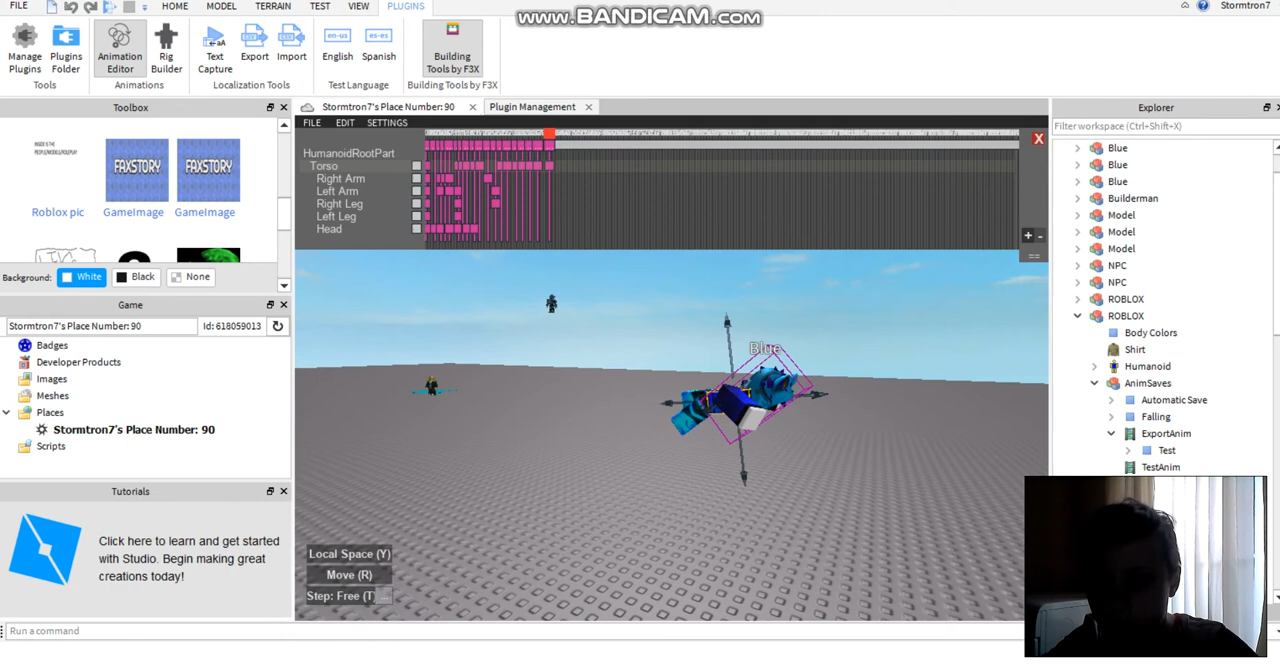 www.BANDICAM.com
FILE HOME MODEL TERRAIN TEST VIEW PLUGINS Stormtron7
Manage Plugins
Plugins Folder
Animation Editor
Rig Builder
Text Capture
Export
Import
en-us
English
es-es
Spanish
Building Tools by F3X
Tools Animations Localization Tools Test Language Building Tools by F3X
Toolbox
FAXSTORY
FAXSTORY
Roblox pic GameImage GameImage
Background: White Black None
Game
Stormtron7's Place Number: 90 Id: 618059013
Badges
Developer Products
Images
Meshes
Places
Stormtron7's Place Number: 90
Scripts
Tutorials
Click here to learn and get started
with Studio. Begin making great
creations today!
Run a command
Stormtron7's Place Number: 90 Plugin Management
FILE EDIT SETTINGS
X
HumanoidRootPart
Torso
Right Arm
Left Arm
Right Leg
Left Leg
Head
+ -
==
Blue
Local Space (Y)
Move (R)
Step: Free (T) ...
Explorer
Filter workspace (Ctrl+Shift+X)
Blue
Blue
Blue
Builderman
Model
Model
Model
NPC
NPC
ROBLOX
ROBLOX
Body Colors
Shirt
Humanoid
AnimSaves
Automatic Save
Falling
ExportAnim
Test
TestAnim